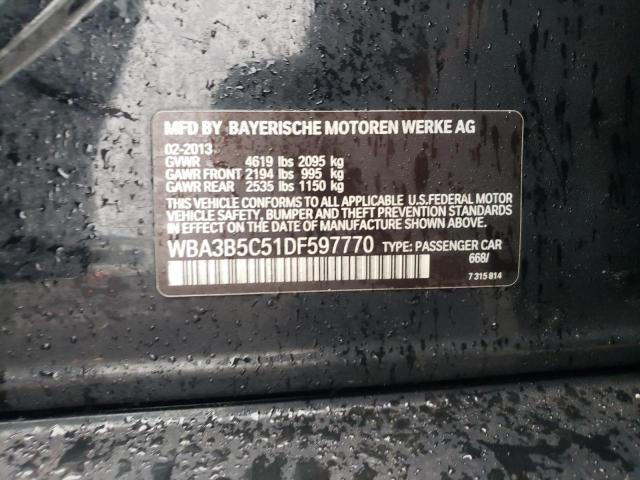 MFD BY BAYERISCHE MOTOREN WERKE AG
02-2013
GVWR 4619 lbs 2095 kg
GAWR FRONT 2194 lbs 995 kg
GAWR REAR 2535 lbs 1150 kg
THIS VEHICLE CONFORMS TO ALL APPLICABLE U.S.FEDERAL MOTOR
VEHICLE SAFETY, BUMPER AND THEFT PREVENTION STANDARDS
IN EFFECT ON THE DATE OF MANUFACTURE SHOWN ABOVE.
WBA3B5C51DF597770 TYPE: PASSENGER CAR
668/
7 315 814